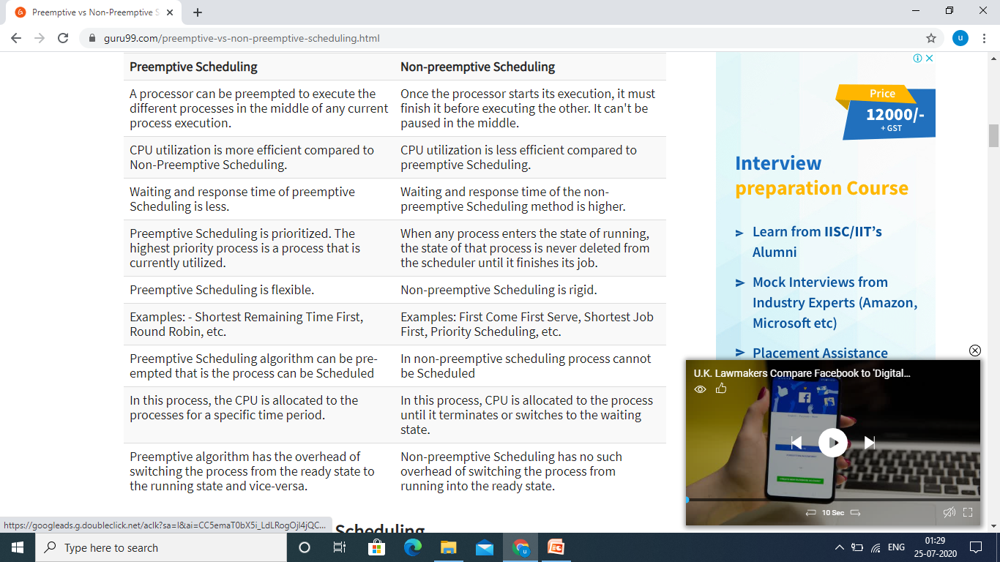 Preemptive vs Non-Preemptive S
guru99.com/preemptive-vs-non-preemptive-scheduling.html
u
Preemptive Scheduling
Non-preemptive Scheduling
A processor can be preempted to execute the
different processes in the middle of any current
process execution.
Once the processor starts its execution, it must
finish it before executing the other. It can't be
paused in the middle.
CPU utilization is more efficient compared to
Non-Preemptive Scheduling.
CPU utilization is less efficient compared to
preemptive Scheduling.
Waiting and response time of preemptive
Scheduling is less.
Waiting and response time of the non-
preemptive Scheduling method is higher.
Preemptive Scheduling is prioritized. The
highest priority process is a process that is
currently utilized.
When any process enters the state of running,
the state of that process is never deleted from
the scheduler until it finishes its job.
Preemptive Scheduling is flexible.
Non-preemptive Scheduling is rigid.
Examples: - Shortest Remaining Time First,
Round Robin, etc.
Examples: First Come First Serve, Shortest Job
First, Priority Scheduling, etc.
Preemptive Scheduling algorithm can be pre-
empted that is the process can be Scheduled
In non-preemptive scheduling process cannot
be Scheduled
In this process, the CPU is allocated to the
processes for a specific time period.
In this process, CPU is allocated to the process
until it terminates or switches to the waiting
state.
Preemptive algorithm has the overhead of
switching the process from the ready state to
the running state and vice-versa.
Non-preemptive Scheduling has no such
overhead of switching the process from
running into the ready state.
Scheduling
Price
12000/-
+ GST
Interview
preparation Course
Learn from IISC/IIT’s
Alumni
Mock Interviews from
Industry Experts (Amazon,
Microsoft etc)
Placement Assistance
U.K. Lawmakers Compare Facebook to 'Digital...
10 Sec
https://googleads.g.doubleclick.net/aclk?sa=l&ai=CC5emaT0bX5i_LdLRogOjl4jQC...
Type here to search
u
ENG
01:29
25-07-2020